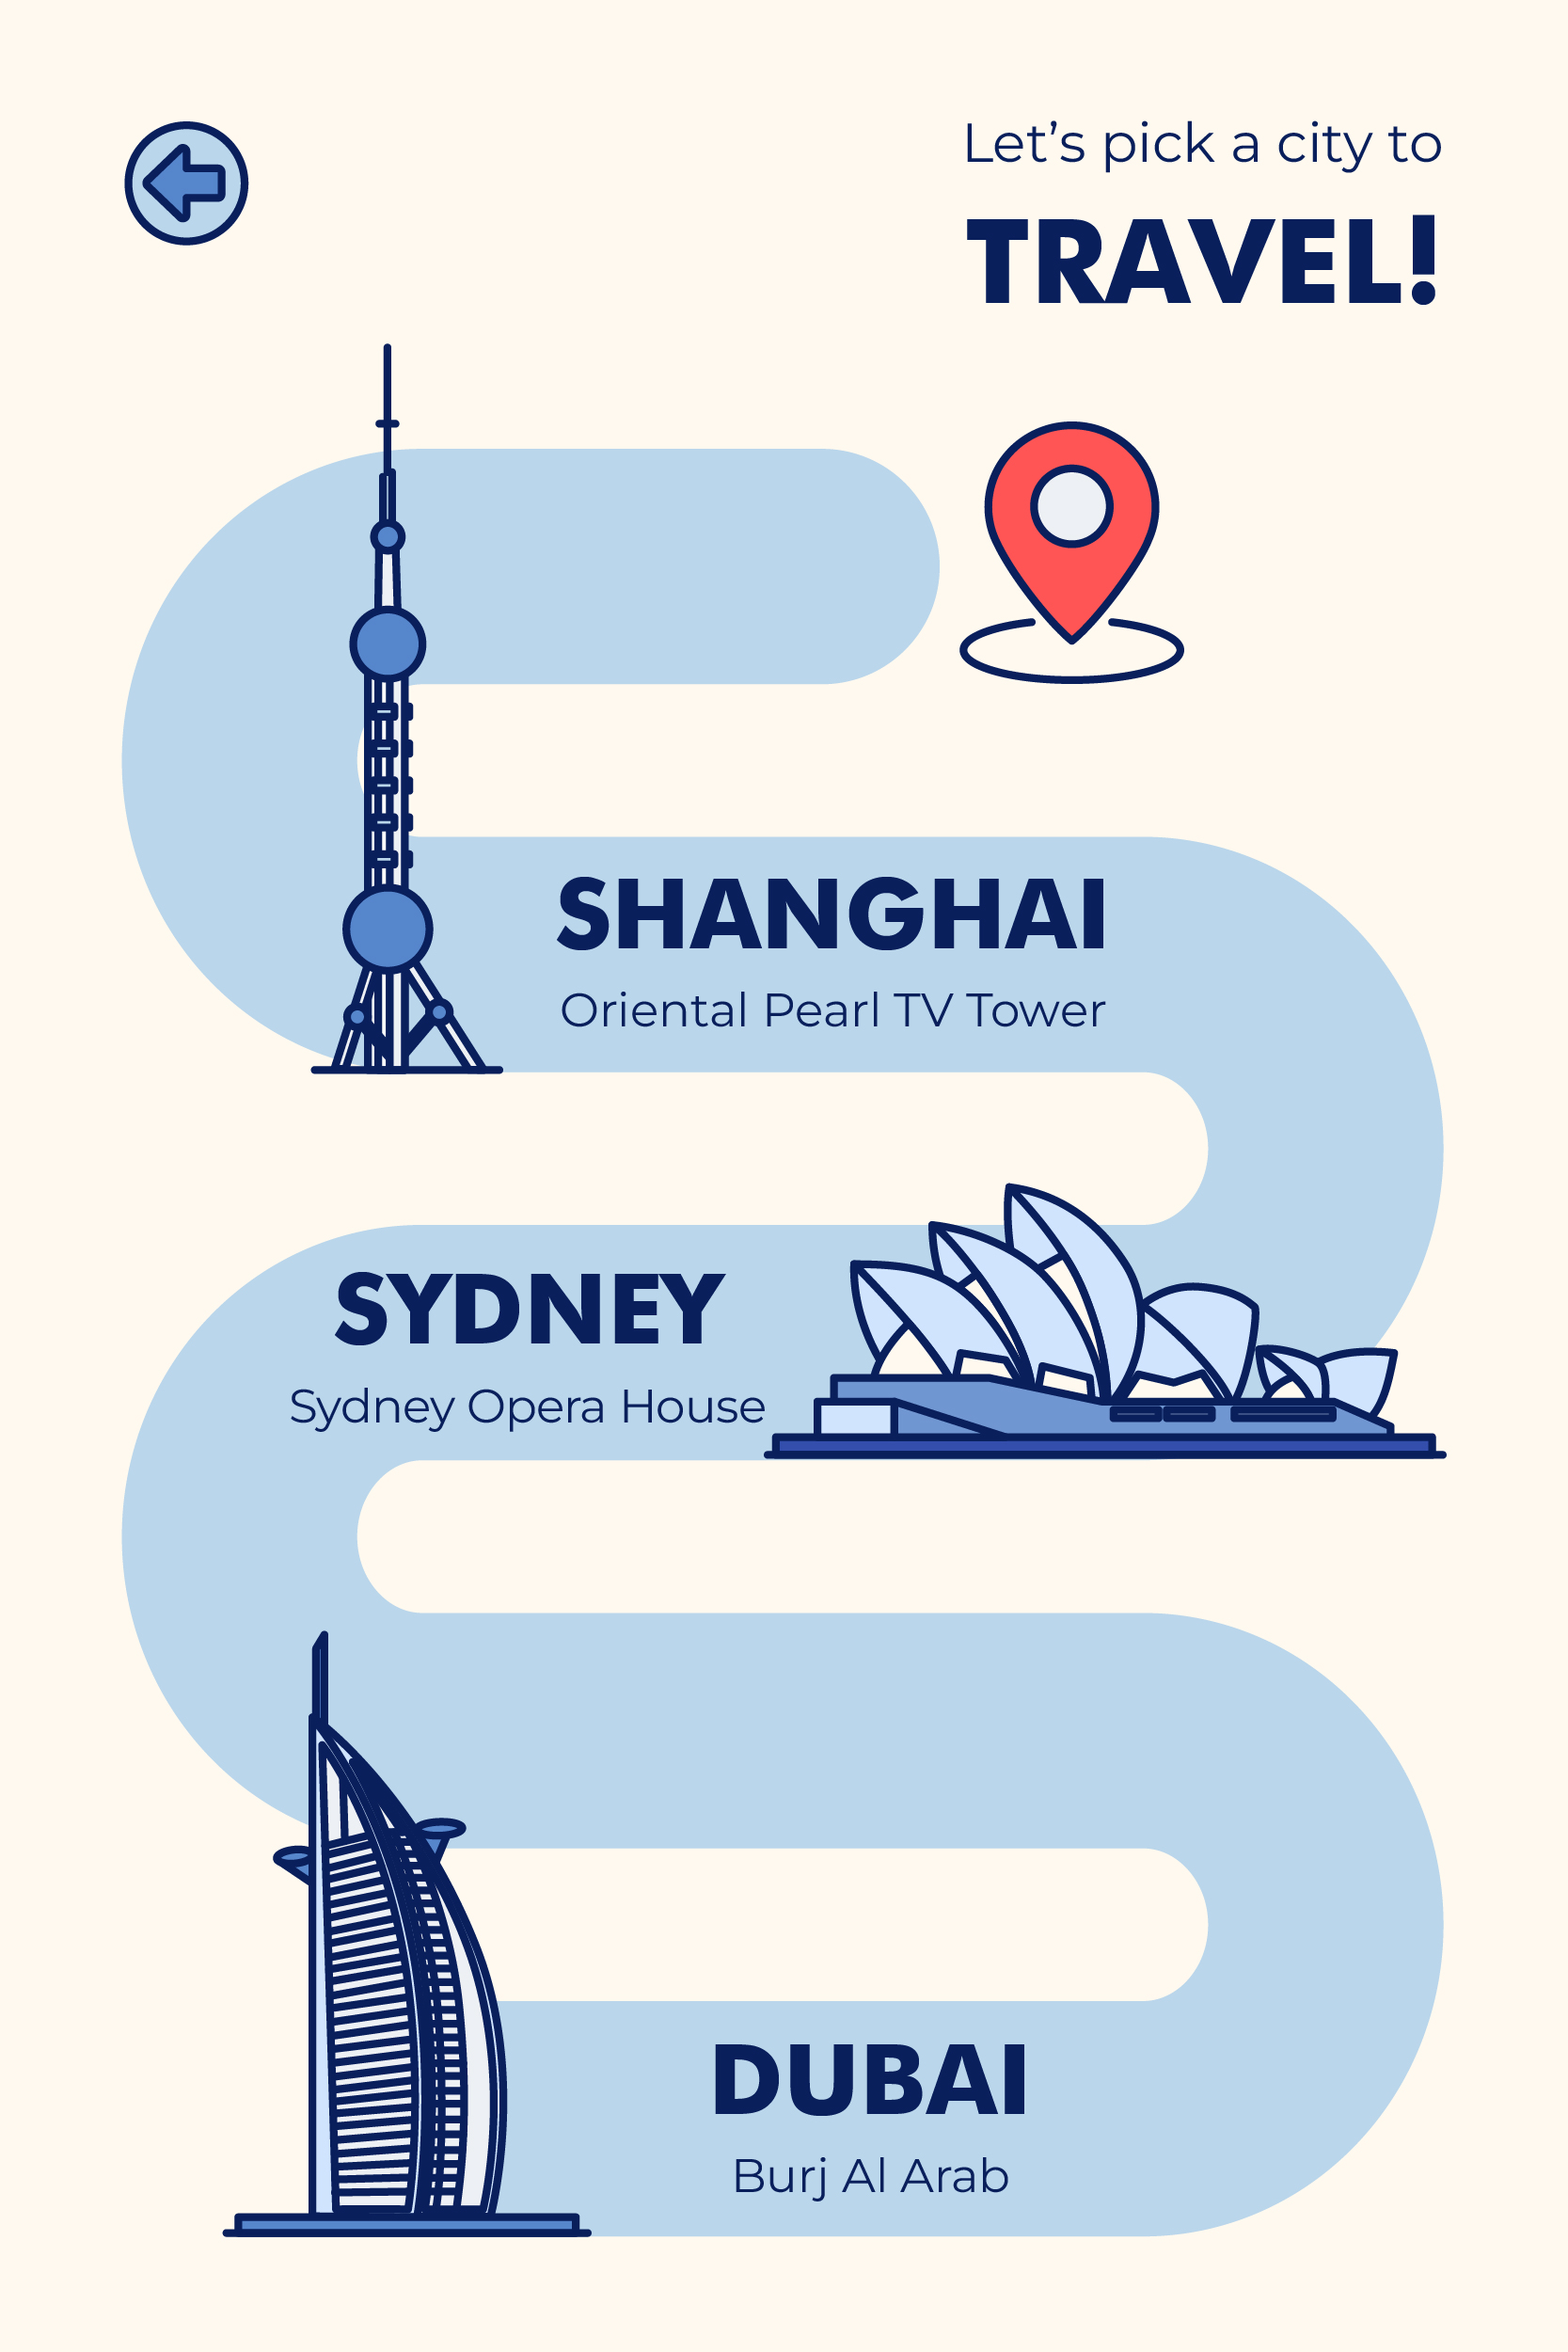 Let’s pick a city to
TRAVEL!
SHANGHAI
Oriental Pearl TV Tower
SYDNEY
Sydney Opera House
DUBAI
Burj Al Arab